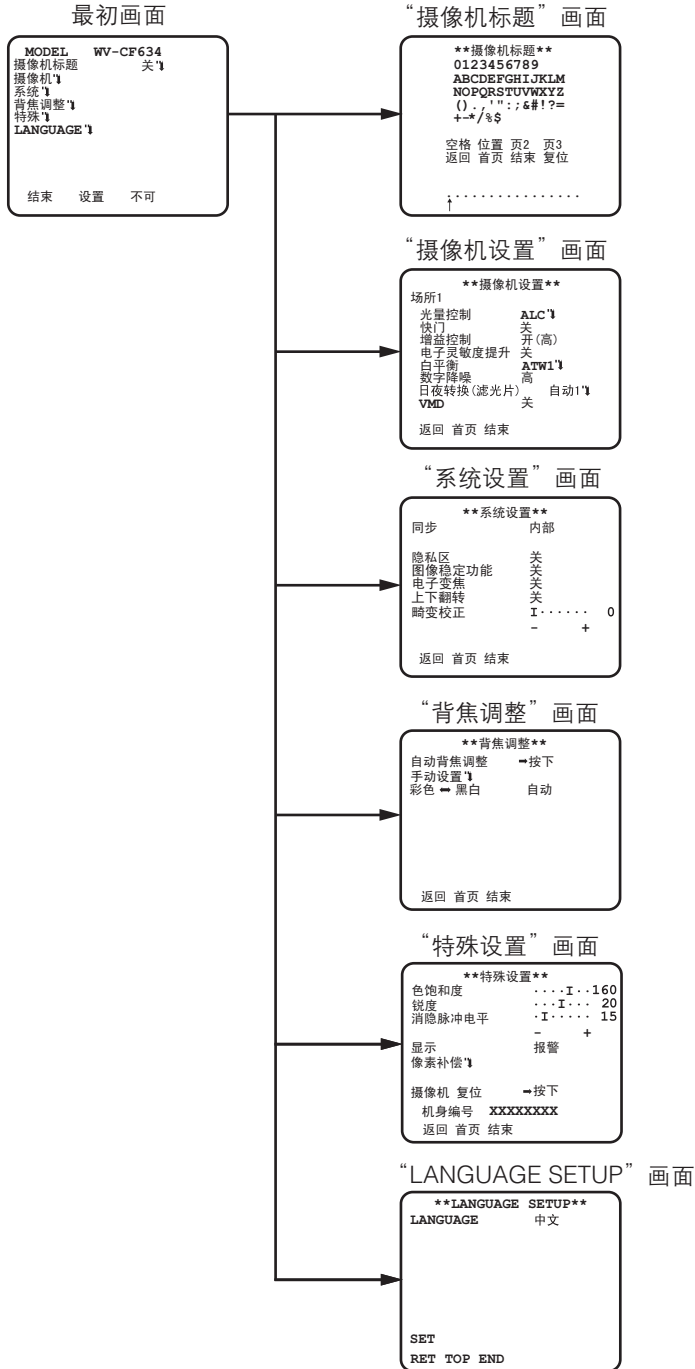 最初画面
MODEL WV-CF634
摄像机标题 关
摄像机
系统
背焦调整
特殊
LANGUAGE
结束 设置 不可
“摄像机标题”画面
**摄像机标题**
0123456789
ABCDEFGHIJKLM
NOPQRSTUVWXYZ
().,'":;&#!?=
+-*/%$
空格 位置 页2 页3
返回 首页 结束 复位
................
↑
“摄像机设置”画面
**摄像机设置**
场所1
光量控制 ALC
快门 关
增益控制 开(高)
电子灵敏度提升 关
白平衡 ATW1
数字降噪 高
日夜转换(滤光片) 自动1
VMD 关
返回 首页 结束
“系统设置”画面
**系统设置**
同步 内部
隐私区 关
图像稳定功能 关
电子变焦 关
上下翻转 关
畸变校正 I······ 0
- +
返回 首页 结束
“背焦调整”画面
**背焦调整**
自动背焦调整 ➡按下
手动设置
彩色 ⬌ 黑白 自动
返回 首页 结束
“特殊设置”画面
**特殊设置**
色饱和度 ····I··160
锐度 ···I··· 20
消隐脉冲电平 ·I····· 15
- +
显示 报警
像素补偿
摄像机 复位 ➡按下
机身编号 XXXXXXXX
返回 首页 结束
“LANGUAGE SETUP”画面
**LANGUAGE SETUP**
LANGUAGE 中文
SET
RET TOP END